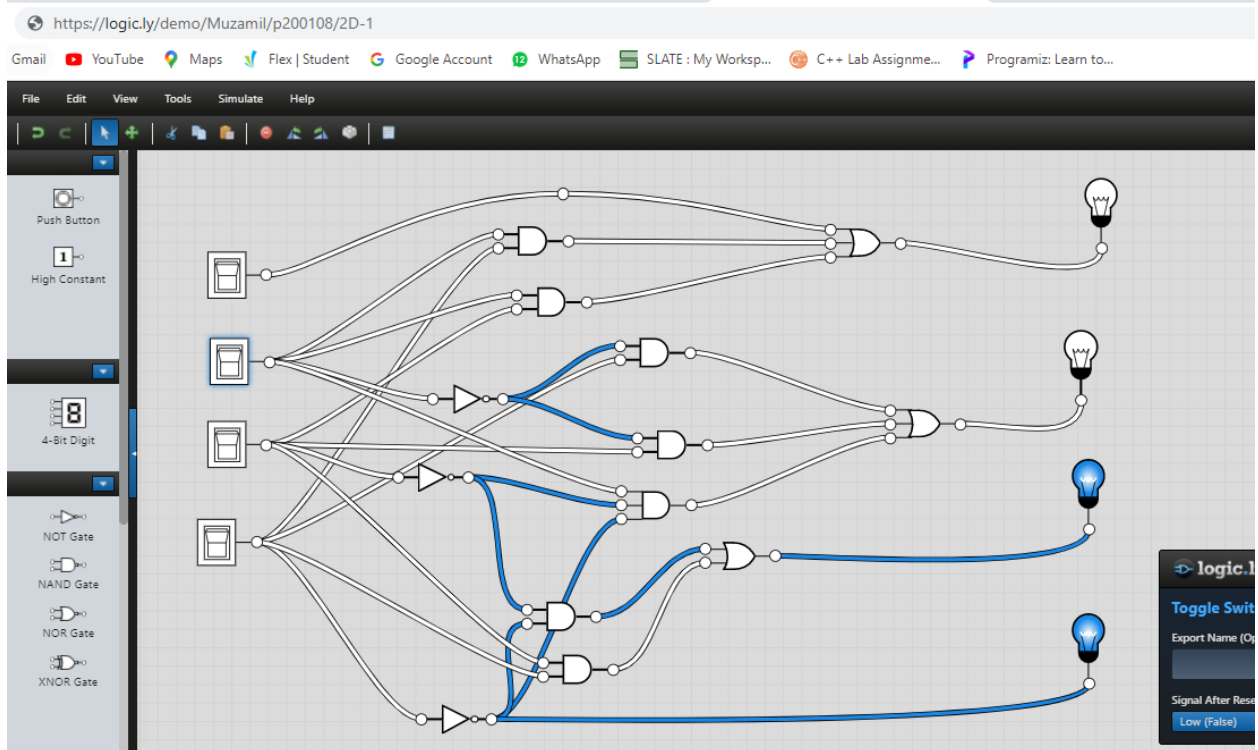 https://logic.ly/demo/Muzamil/p200108/2D-1
Gmail YouTube Maps Flex | Student Google Account 12 WhatsApp SLATE : My Worksp... C++ Lab Assignme... Programiz: Learn to...
File Edit View Tools Simulate Help
Push Button
1
High Constant
8
4-Bit Digit
NOT Gate
NAND Gate
NOR Gate
XNOR Gate
logic.l
Toggle Swit
Export Name (Op
Signal After Rese
Low (False)